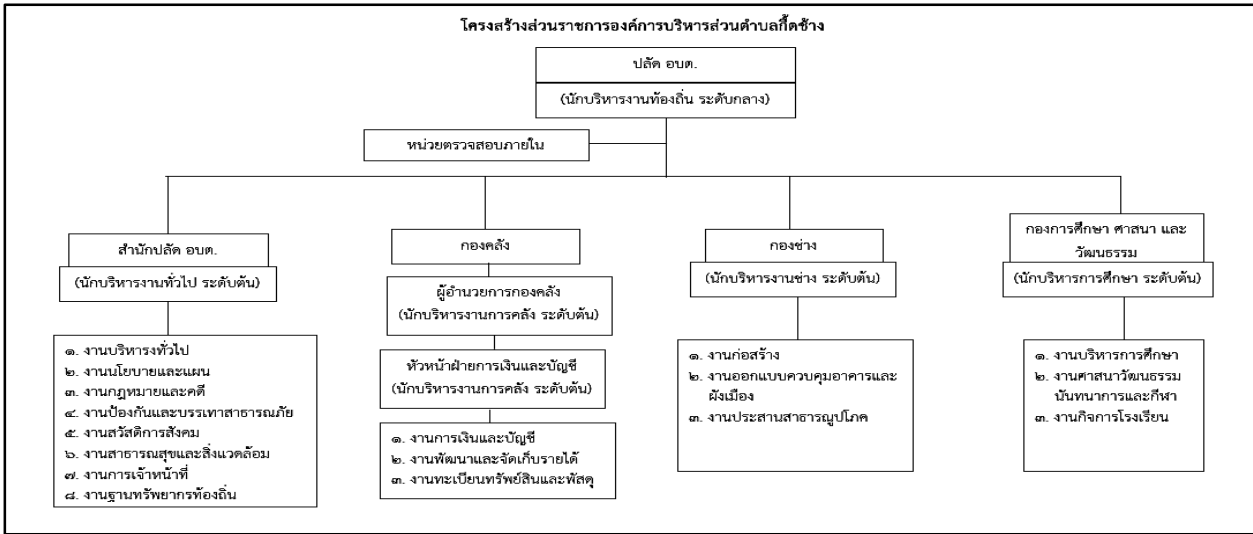 โครงสร้างส่วนราชการองค์การบริหารส่วนตำบลกื้ดช้าง
ปลัด อบต.
(นักบริหารงานท้องถิ่น ระดับกลาง)
หน่วยตรวจสอบภายใน
สำนักปลัด อบต.
(นักบริหารงานทั่วไป ระดับต้น)
๑. งานบริหารงทั่วไป
๒. งานนโยบายและแผน
๓. งานกฎหมายและคดี
๔. งานป้องกันและบรรเทาสาธารณภัย
๕. งานสวัสดิการสังคม
๖. งานสาธารณสุขและสิ่งแวดล้อม
๗. งานการเจ้าหน้าที่
๘. งานฐานทรัพยากรท้องถิ่น
กองคลัง
ผู้อำนวยการกองคลัง
(นักบริหารงานการคลัง ระดับต้น)
หัวหน้าฝ่ายการเงินและบัญชี
(นักบริหารงานการคลัง ระดับต้น)
๑. งานการเงินและบัญชี
๒. งานพัฒนาและจัดเก็บรายได้
๓. งานทะเบียนทรัพย์สินและพัสดุ
กองช่าง
(นักบริหารงานช่าง ระดับต้น)
๑. งานก่อสร้าง
๒. งานออกแบบควบคุมอาคารและ
ผังเมือง
๓. งานประสานสาธารณูปโภค
กองการศึกษา ศาสนา และ
วัฒนธรรม
(นักบริหารการศึกษา ระดับต้น)
๑. งานบริหารการศึกษา
๒. งานศาสนาวัฒนธรรม
นันทนาการและกีฬา
๓. งานกิจการโรงเรียน